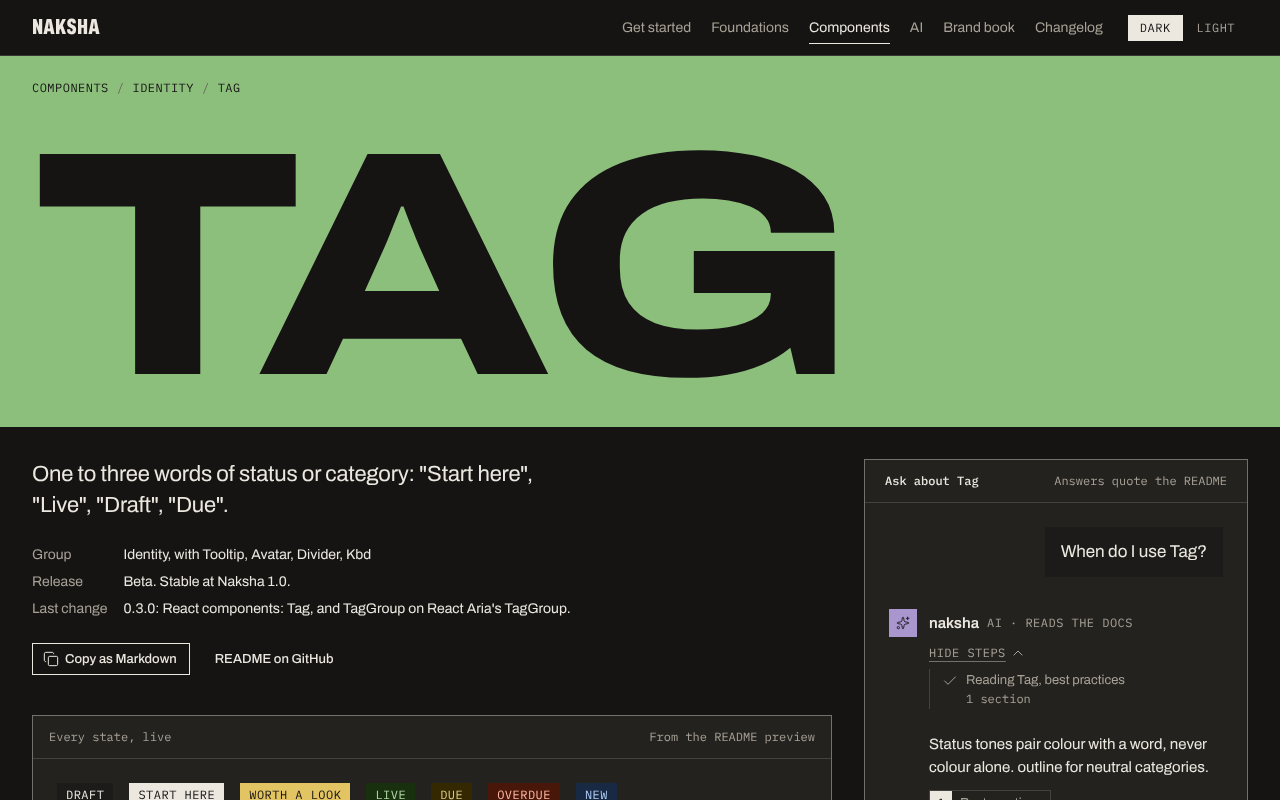 NAKSHA
Get started Foundations Components AI Brand book Changelog DARK LIGHT
COMPONENTS / IDENTITY / TAG
TAG
One to three words of status or category: "Start here",
"Live", "Draft", "Due".
Group Identity, with Tooltip, Avatar, Divider, Kbd
Release Beta. Stable at Naksha 1.0.
Last change 0.3.0: React components: Tag, and TagGroup on React Aria's TagGroup.
Copy as Markdown README on GitHub
Every state, live From the README preview
DRAFT START HERE WORTH A LOOK LIVE DUE OVERDUE NEW
Ask about Tag Answers quote the README
When do I use Tag?
naksha AI · READS THE DOCS
HIDE STEPS
Reading Tag, best practices
1 section
Status tones pair colour with a word, never
colour alone. outline for neutral categories.